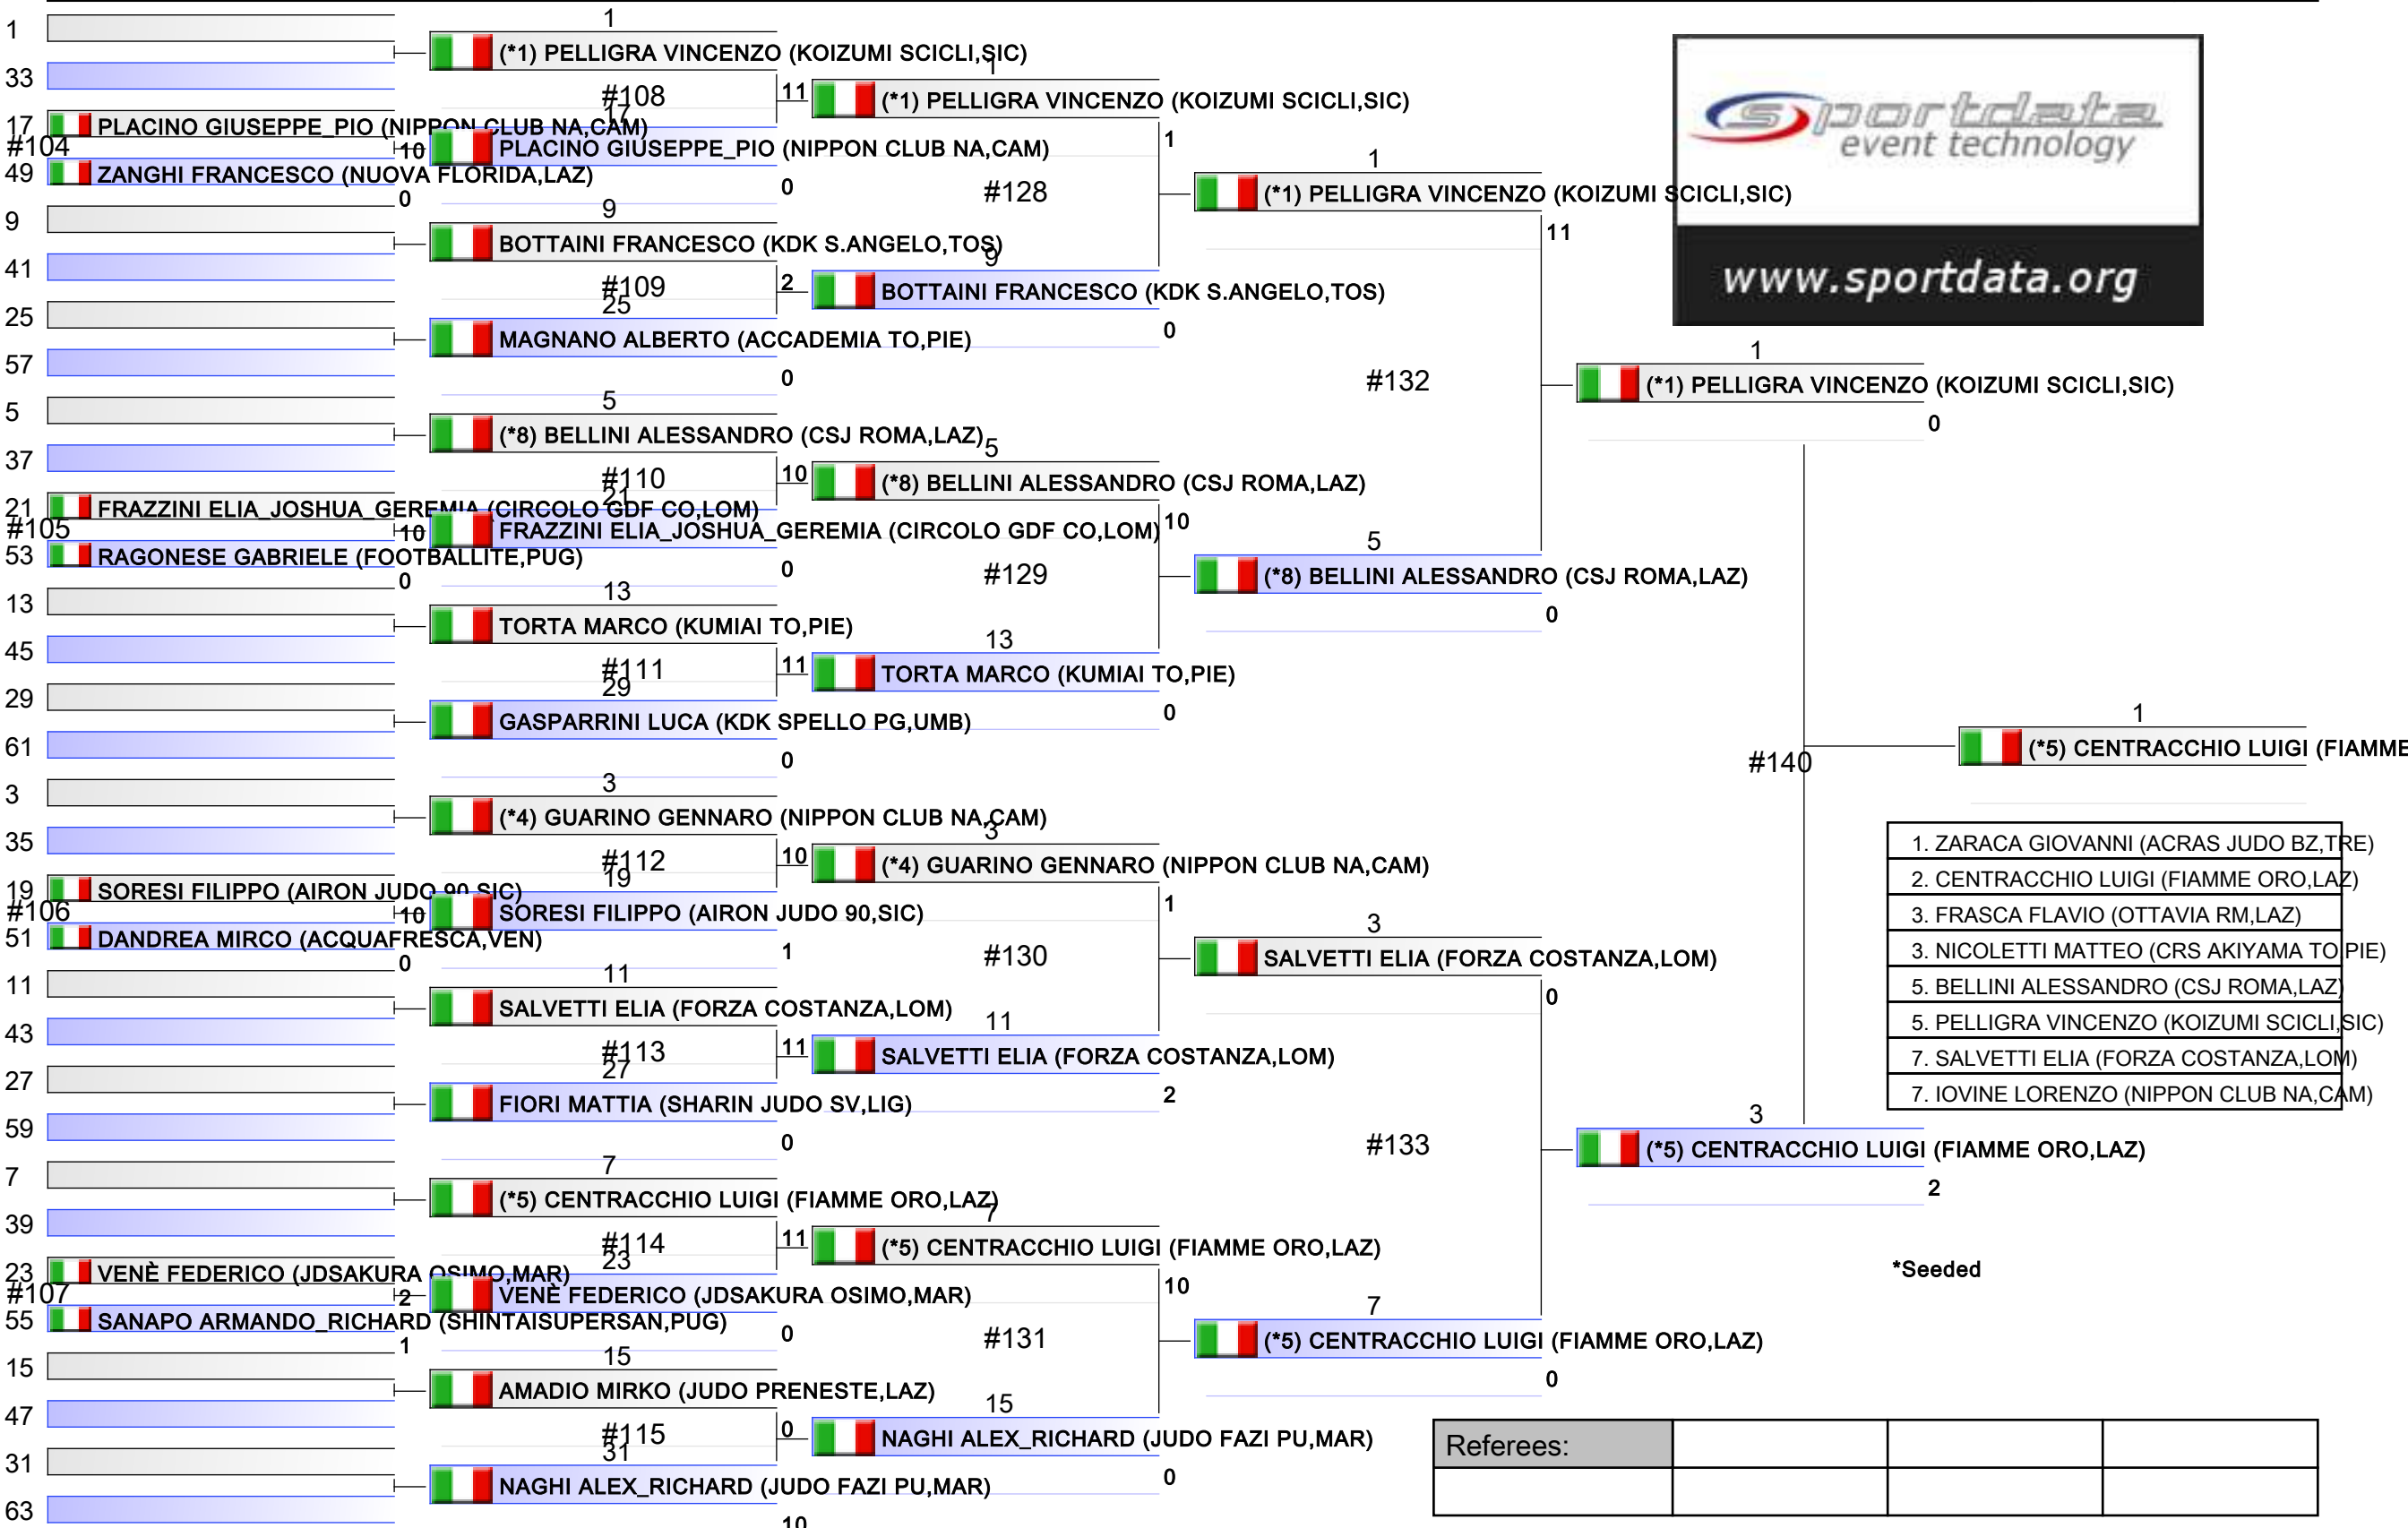 1
33
17 PLACINO GIUSEPPE_PIO (NIPPON CLUB NA,CAM)
#104
10
49 ZANGHI FRANCESCO (NUOVA FLORIDA,LAZ)
0
9
41
25
57
5
37
21 FRAZZINI ELIA_JOSHUA_GEREMIA (CIRCOLO GDF CO,LOM)
#105
10
53 RAGONESE GABRIELE (FOOTBALLITE,PUG)
0
13
45
29
61
3
35
19 SORESI FILIPPO (AIRON JUDO 90,SIC)
#106
10
51 DANDREA MIRCO (ACQUAFRESCA,VEN)
0
11
43
27
59
7
39
23 VENÈ FEDERICO (JDSAKURA OSIMO,MAR)
#107
2
55 SANAPO ARMANDO_RICHARD (SHINTAISUPERSAN,PUG)
1
15
47
31
63
1
(*1) PELLIGRA VINCENZO (KOIZUMI SCICLI,SIC)
#108
11
17
PLACINO GIUSEPPE_PIO (NIPPON CLUB NA,CAM)
0
9
BOTTAINI FRANCESCO (KDK S.ANGELO,TOS)
#109
2
25
MAGNANO ALBERTO (ACCADEMIA TO,PIE)
0
5
(*8) BELLINI ALESSANDRO (CSJ ROMA,LAZ)
#110
10
21
FRAZZINI ELIA_JOSHUA_GEREMIA (CIRCOLO GDF CO,LOM)
0
13
TORTA MARCO (KUMIAI TO,PIE)
#111
11
29
GASPARRINI LUCA (KDK SPELLO PG,UMB)
0
3
(*4) GUARINO GENNARO (NIPPON CLUB NA,CAM)
#112
10
19
SORESI FILIPPO (AIRON JUDO 90,SIC)
1
11
SALVETTI ELIA (FORZA COSTANZA,LOM)
#113
11
27
FIORI MATTIA (SHARIN JUDO SV,LIG)
0
7
(*5) CENTRACCHIO LUIGI (FIAMME ORO,LAZ)
#114
11
23
VENÈ FEDERICO (JDSAKURA OSIMO,MAR)
0
15
AMADIO MIRKO (JUDO PRENESTE,LAZ)
#115
0
31
NAGHI ALEX_RICHARD (JUDO FAZI PU,MAR)
10
1
(*1) PELLIGRA VINCENZO (KOIZUMI SCICLI,SIC)
1
#128
9
BOTTAINI FRANCESCO (KDK S.ANGELO,TOS)
0
5
(*8) BELLINI ALESSANDRO (CSJ ROMA,LAZ)
10
#129
13
TORTA MARCO (KUMIAI TO,PIE)
0
3
(*4) GUARINO GENNARO (NIPPON CLUB NA,CAM)
1
#130
11
SALVETTI ELIA (FORZA COSTANZA,LOM)
2
7
(*5) CENTRACCHIO LUIGI (FIAMME ORO,LAZ)
10
#131
15
NAGHI ALEX_RICHARD (JUDO FAZI PU,MAR)
0
1
(*1) PELLIGRA VINCENZO (KOIZUMI SCICLI,SIC)
11
#132
5
(*8) BELLINI ALESSANDRO (CSJ ROMA,LAZ)
0
3
SALVETTI ELIA (FORZA COSTANZA,LOM)
0
#133
7
(*5) CENTRACCHIO LUIGI (FIAMME ORO,LAZ)
0
sportdata
event technology
www.sportdata.org
1
(*1) PELLIGRA VINCENZO (KOIZUMI SCICLI,SIC)
0
#140
3
(*5) CENTRACCHIO LUIGI (FIAMME ORO,LAZ)
2
1
(*5) CENTRACCHIO LUIGI (FIAMME
1. ZARACA GIOVANNI (ACRAS JUDO BZ,TRE)
2. CENTRACCHIO LUIGI (FIAMME ORO,LAZ)
3. FRASCA FLAVIO (OTTAVIA RM,LAZ)
3. NICOLETTI MATTEO (CRS AKIYAMA TO,PIE)
5. BELLINI ALESSANDRO (CSJ ROMA,LAZ)
5. PELLIGRA VINCENZO (KOIZUMI SCICLI,SIC)
7. SALVETTI ELIA (FORZA COSTANZA,LOM)
7. IOVINE LORENZO (NIPPON CLUB NA,CAM)
*Seeded
Referees: